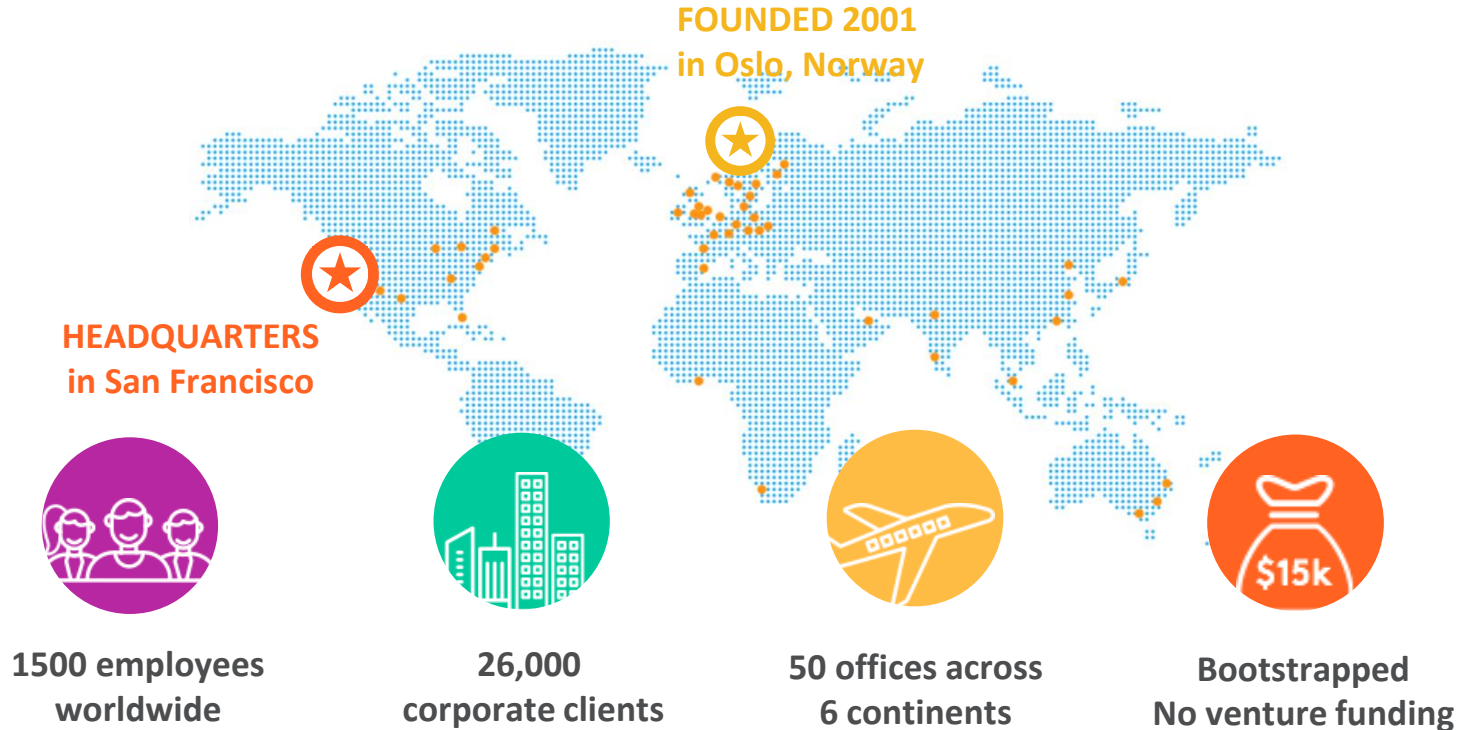 FOUNDED 2001
in Oslo, Norway
HEADQUARTERS
in San Francisco
$15k
1500 employees
worldwide
26,000
corporate clients
50 offices across
6 continents
Bootstrapped
No venture funding